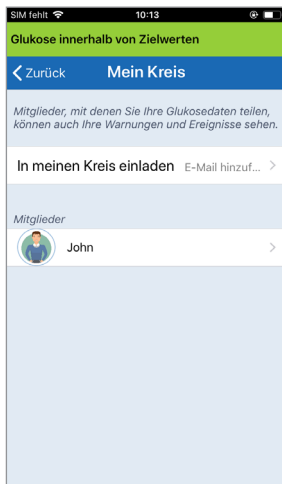 SIM fehlt 10:13
Glukose innerhalb von Zielwerten
Zurück Mein Kreis
Mitglieder, mit denen Sie Ihre Glukosedaten teilen,
können auch Ihre Warnungen und Ereignisse sehen.
In meinen Kreis einladen E-Mail hinzuf...
Mitglieder
John